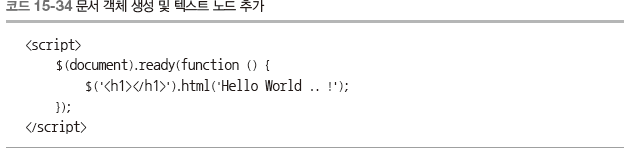 코드 15-34 문서 객체 생성 및 텍스트 노드 추가
<script>
$(document).ready(function () {
$('<h1></h1>').html('Hello World .. !');
});
</script>